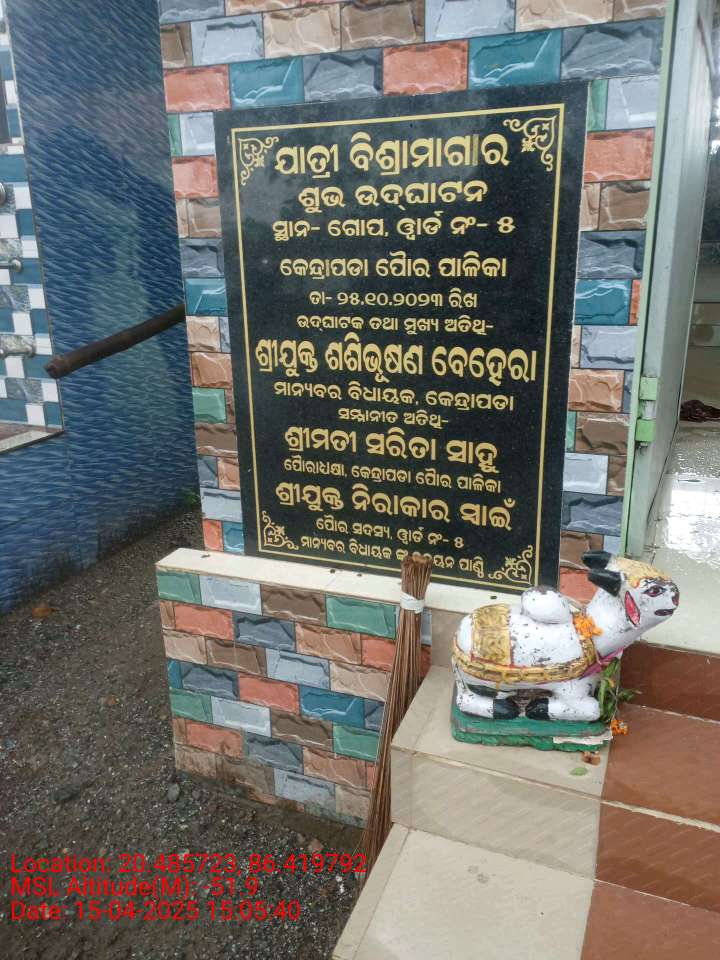 ଯାତ୍ରୀ ବିଶ୍ରାମାଗାର
ଶୁଭ ଉଦ୍‌ଘାଟନ
ସ୍ଥାନ- ଗୋପ, ୱାର୍ଡ ନଂ- ୫
କେନ୍ଦ୍ରାପଡା ପୌର ପାଳିକା
ତା- ୨୫.୧୦.୨୦୨୩ ରିଖ
ଉଦ୍‌ଘାଟକ ତଥା ମୁଖ୍ୟ ଅତିଥି-
ଶ୍ରୀଯୁକ୍ତ ଶଶିଭୂଷଣ ବେହେରା
ମାନ୍ୟବର ବିଧାୟକ, କେନ୍ଦ୍ରାପଡା
ସମ୍ମାନୀତ ଅତିଥି-
ଶ୍ରୀମତୀ ସରିତା ସାହୁ
ପୌରାଧ୍ୟକ୍ଷା, କେନ୍ଦ୍ରାପଡା ପୌର ପାଳିକା
ଶ୍ରୀଯୁକ୍ତ ନିରାକାର ସ୍ୱାଇଁ
ପୌର ସଦସ୍ୟ, ୱାର୍ଡ ନଂ- ୫
ମାନ୍ୟବର ବିଧାୟକ ଙ୍କ ପାଣ୍ଠି
Location: 20.485723, 86.419792
MSL Altitude(M): -51.9
Date: 15-04-2025 15:05:40